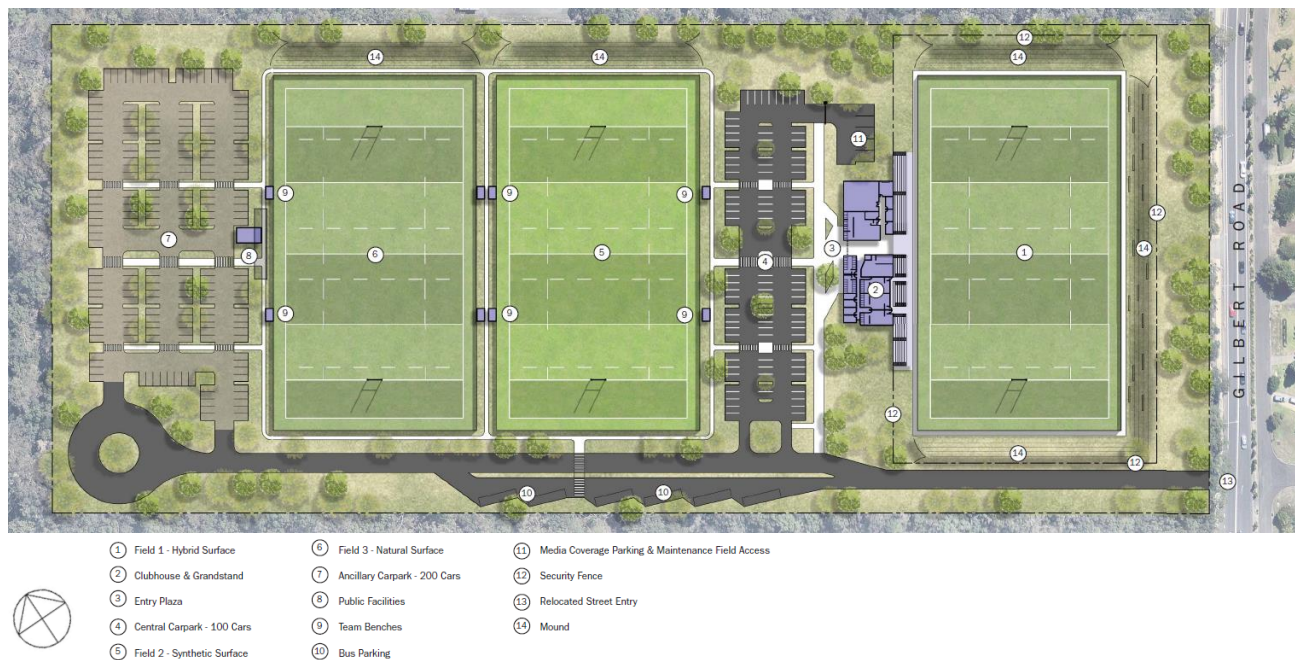 12
14
14
14
11
9
9
9
12
GILBERT ROAD
7
3
14
8
6
5
4
1
2
9
9
9
12
14
12
13
10
10
1 Field 1 - Hybrid Surface
2 Clubhouse & Grandstand
3 Entry Plaza
4 Central Carpark - 100 Cars
5 Field 2 - Synthetic Surface
6 Field 3 - Natural Surface
7 Ancillary Carpark - 200 Cars
8 Public Facilities
9 Team Benches
10 Bus Parking
11 Media Coverage Parking & Maintenance Field Access
12 Security Fence
13 Relocated Street Entry
14 Mound